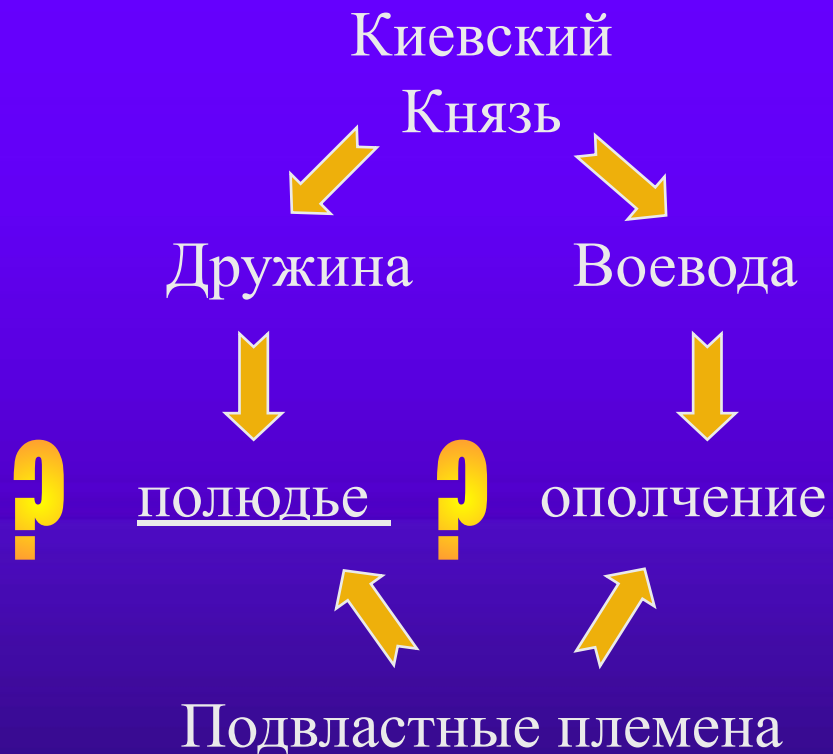 Киевский
Князь
Дружина Воевода
? полюдье ? ополчение
Подвластные племена